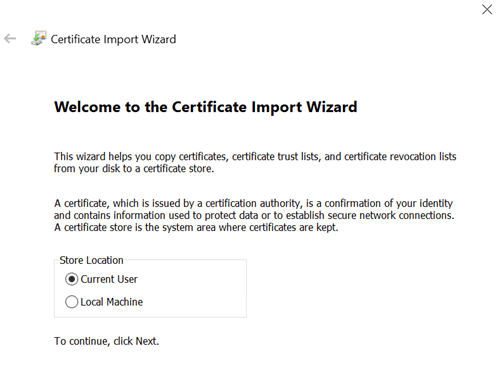 Certificate Import Wizard
Welcome to the Certificate Import Wizard
This wizard helps you copy certificates, certificate trust lists, and certificate revocation lists
from your disk to a certificate store.
A certificate, which is issued by a certification authority, is a confirmation of your identity
and contains information used to protect data or to establish secure network connections.
A certificate store is the system area where certificates are kept.
Store Location
Current User
Local Machine
To continue, click Next.